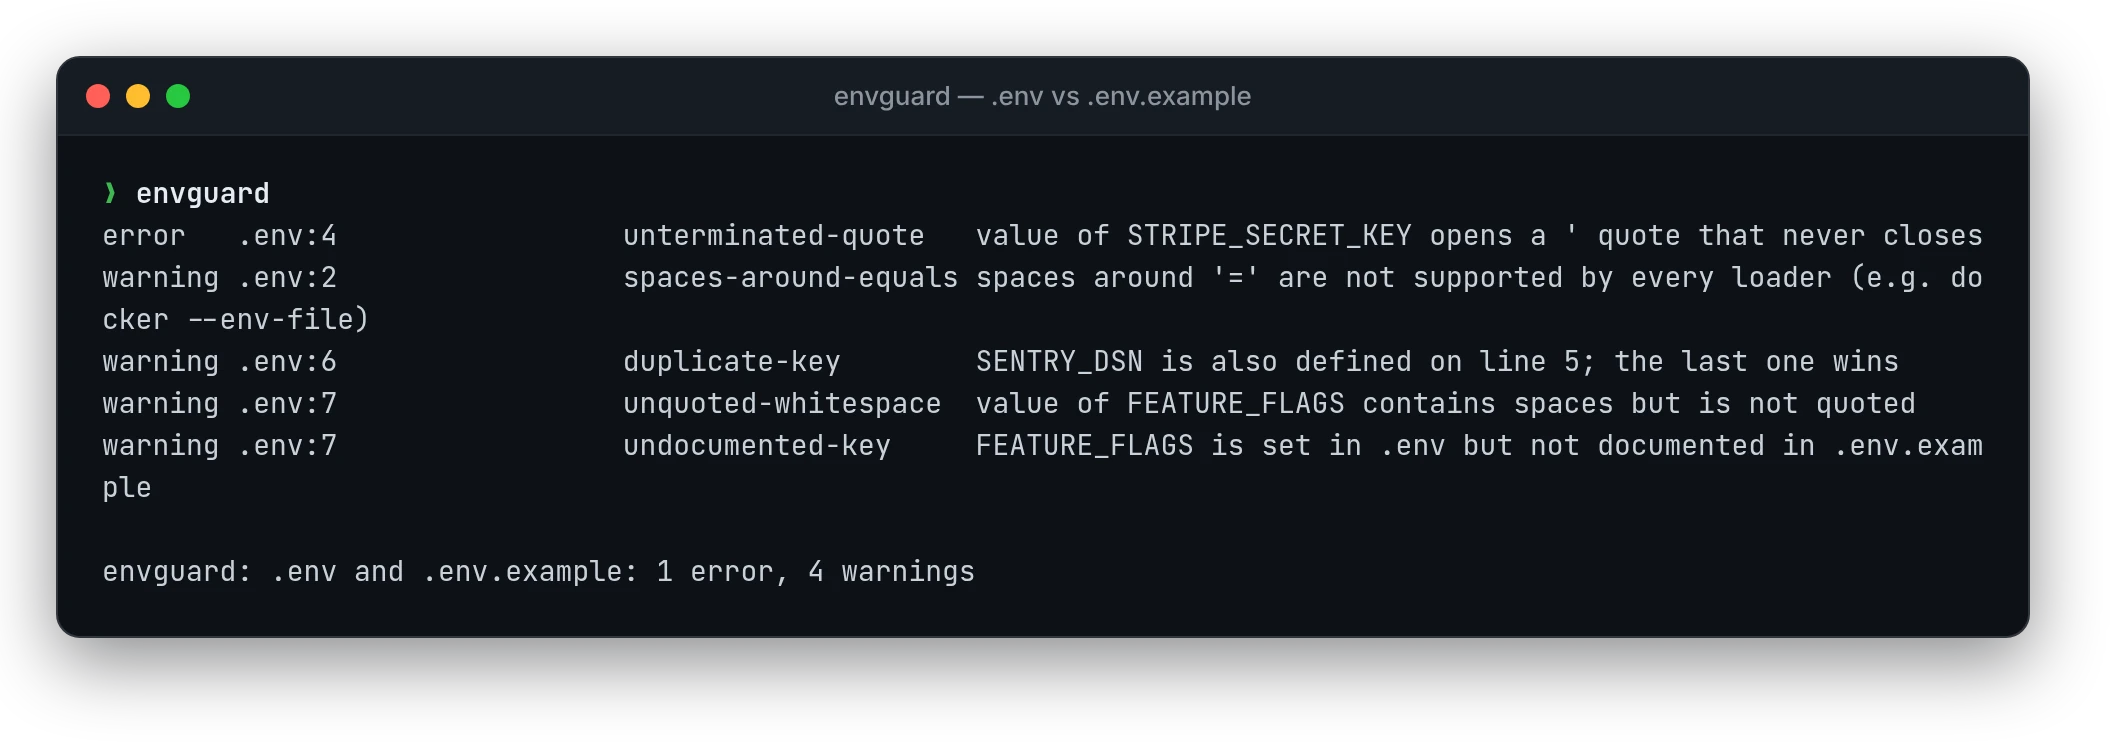 envguard — .env vs .env.example
❯ envguard
error   .env:4                 unterminated-quote   value of STRIPE_SECRET_KEY opens a ' quote that never closes
warning .env:2                 spaces-around-equals spaces around '=' are not supported by every loader (e.g. do
cker --env-file)
warning .env:6                 duplicate-key        SENTRY_DSN is also defined on line 5; the last one wins
warning .env:7                 unquoted-whitespace  value of FEATURE_FLAGS contains spaces but is not quoted
warning .env:7                 undocumented-key     FEATURE_FLAGS is set in .env but not documented in .env.exam
ple
envguard: .env and .env.example: 1 error, 4 warnings